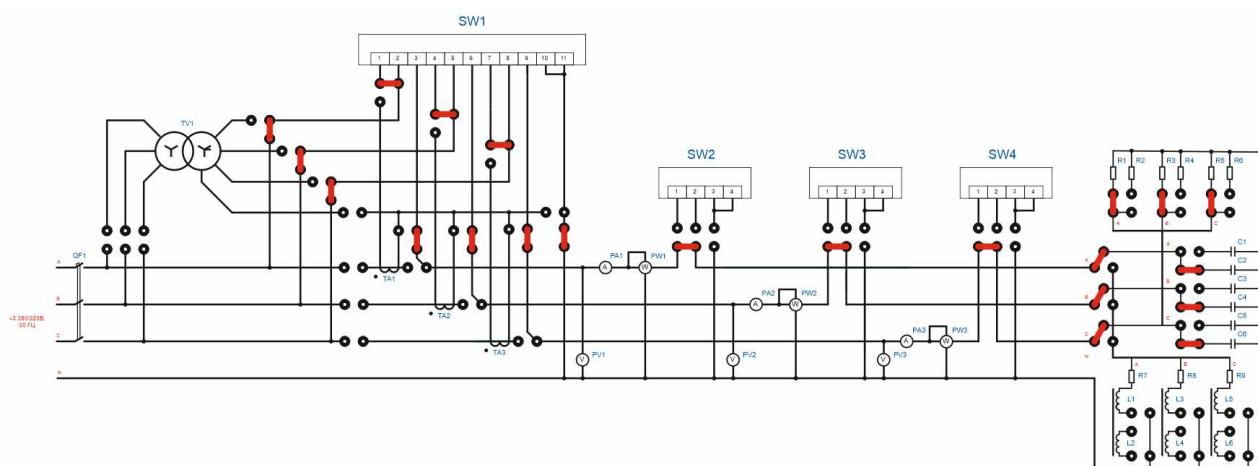 SW1
1 2 3 4 5 6 7 8 9 10 11
TV1
SW2
1 2 3 4
SW3
1 2 3 4
SW4
1 2 3 4
R1 R2 R3 R4 R5 R6
A B C
QF1
A
B
C
N
~3 380/220В,
50 ГЦ
TA1
TA2
TA3
PA1 PW1
A W
PA2 PW2
A W
PA3 PW3
A W
V PV1
V PV2
V PV3
A
B
C
N
A
B
C
C1
C2
C3
C4
C5
C6
A B C
R7 R8 R9
L1 L3 L5
L2 L4 L6